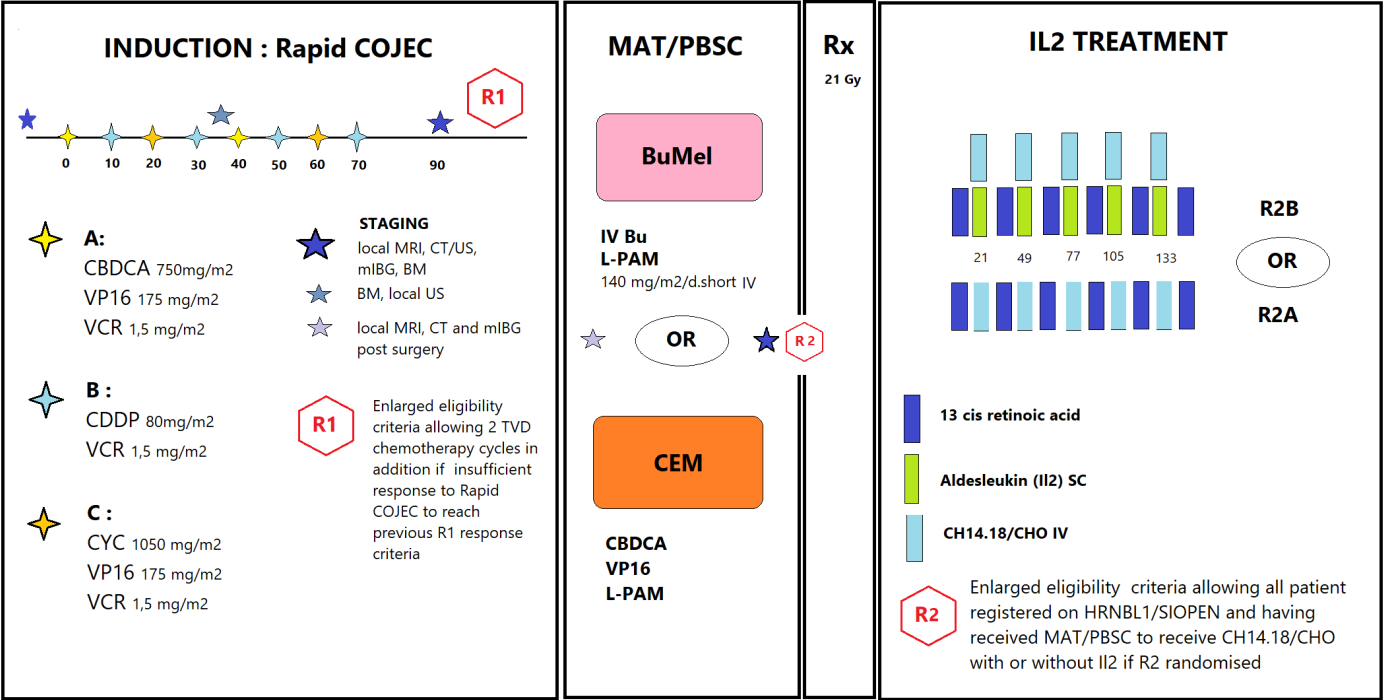 INDUCTION : Rapid COJEC
R1
0 10 20 30 40 50 60 70 90
A:
CBDCA 750mg/m2
VP16 175 mg/m2
VCR 1,5 mg/m2
B :
CDDP 80mg/m2
VCR 1,5 mg/m2
C :
CYC 1050 mg/m2
VP16 175 mg/m2
VCR 1,5 mg/m2
STAGING
local MRI, CT/US,
mIBG, BM
BM, local US
local MRI, CT and mIBG
post surgery
R1
Enlarged eligibility
criteria allowing 2 TVD
chemotherapy cycles in
addition if insufficient
response to Rapid
COJEC to reach
previous R1 response
criteria
MAT/PBSC
BuMel
IV Bu
L-PAM
140 mg/m2/d.short IV
OR
R 2
CEM
CBDCA
VP16
L-PAM
Rx
21 Gy
IL2 TREATMENT
R2B
21 49 77 105 133
OR
R2A
13 cis retinoic acid
Aldesleukin (Il2) SC
CH14.18/CHO IV
R2
Enlarged eligibility criteria allowing all patient
registered on HRNBL1/SIOPEN and having
received MAT/PBSC to receive CH14.18/CHO
with or without Il2 if R2 randomised